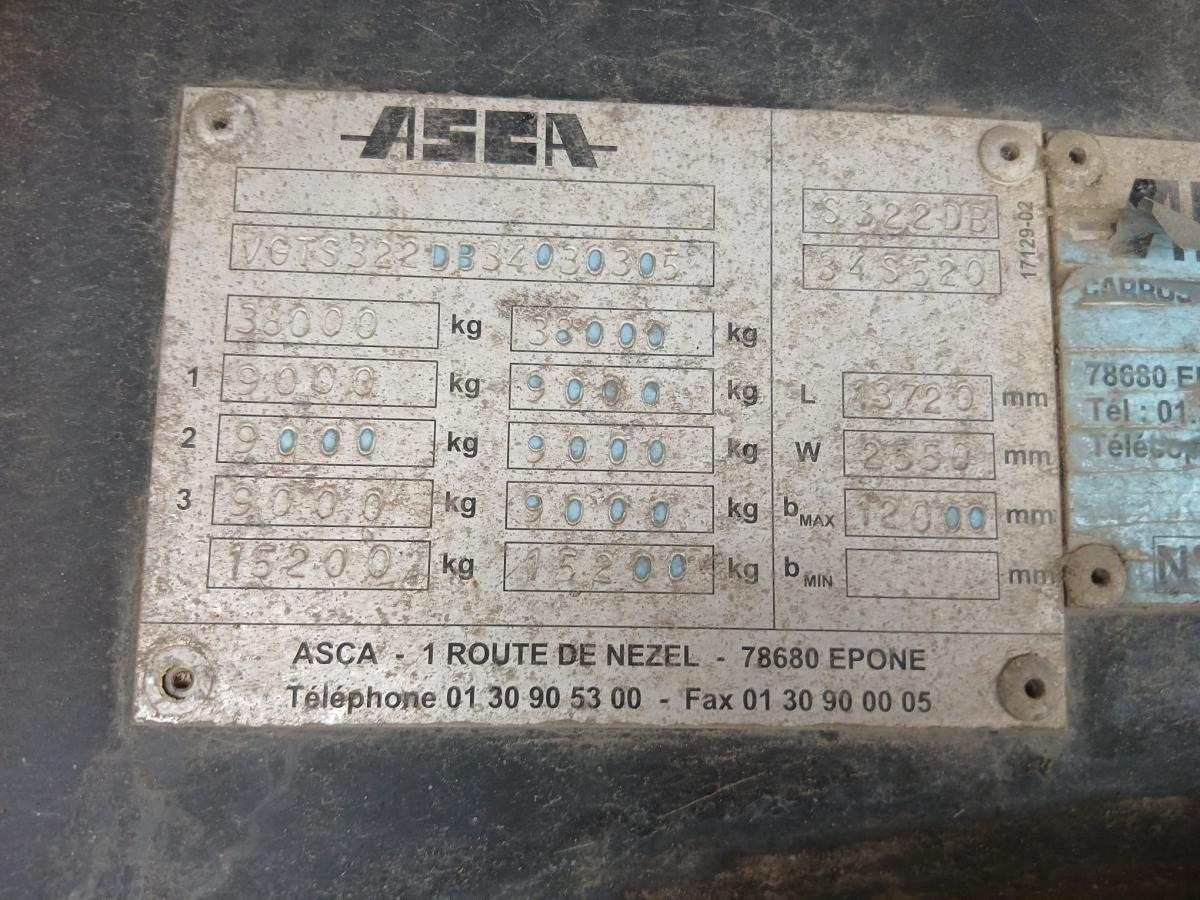 ASCA
S322DB
VGTS322DB34030305
34S520
17129-02
38000 kg 38000 kg
1 9000 kg 9000 kg L 13720 mm
2 9000 kg 9000 kg W 2550 mm
3 9000 kg 9000 kg bMAX 12000 mm
15200 kg 15200 kg bMIN mm
ASCA - 1 ROUTE DE NEZEL - 78680 EPONE
Téléphone 01 30 90 53 00 - Fax 01 30 90 00 05
78680
Tél : 01.
N